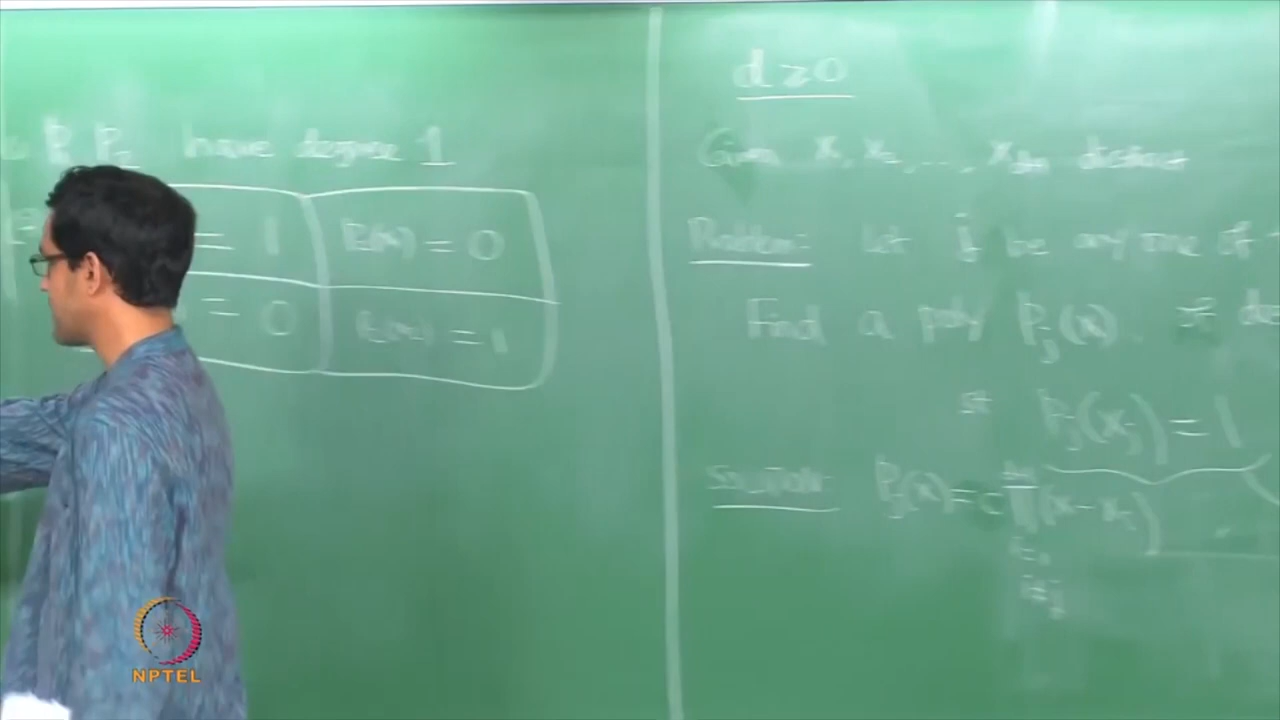 P₁ P₂ have degree 1
= 1 P₂(x₁) = 0
= 0 P₂(x₂) = 1
d ≥ 0
Given x₁, x₂, ... x_{d+1} distinct
Problem: Let j be any one of
Find a poly P_j(x) of de
st P_j(x_j) = 1
Solution: P_j(x) = c ∏ (x - x_i)
i=1
i≠j
NPTEL